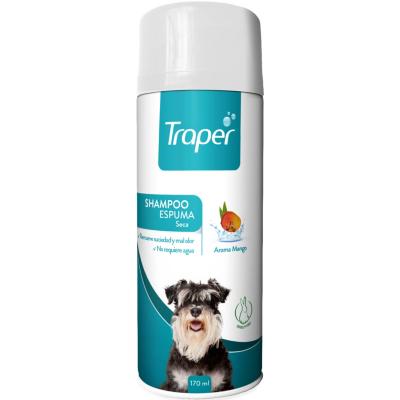 Traper
SHAMPOO
ESPUMA
Seca
✓Remueve suciedad y mal olor
✓No requiere agua
Aroma Mango
170 ml